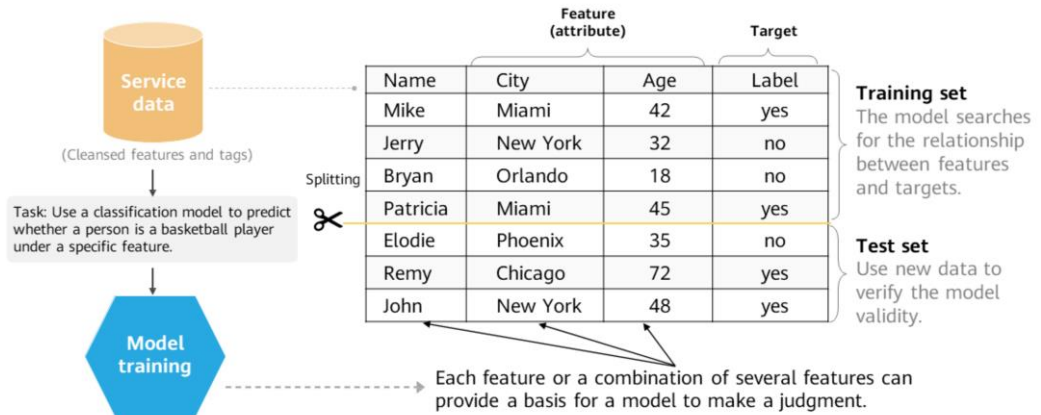 Feature
(attribute)
Target
Service
data
(Cleansed features and tags)
Task: Use a classification model to predict
whether a person is a basketball player
under a specific feature.
Model
training
Splitting
Name City Age Label
Mike Miami 42 yes
Jerry New York 32 no
Bryan Orlando 18 no
Patricia Miami 45 yes
Elodie Phoenix 35 no
Remy Chicago 72 yes
John New York 48 yes
Training set
The model searches
for the relationship
between features
and targets.
Test set
Use new data to
verify the model
validity.
Each feature or a combination of several features can
provide a basis for a model to make a judgment.